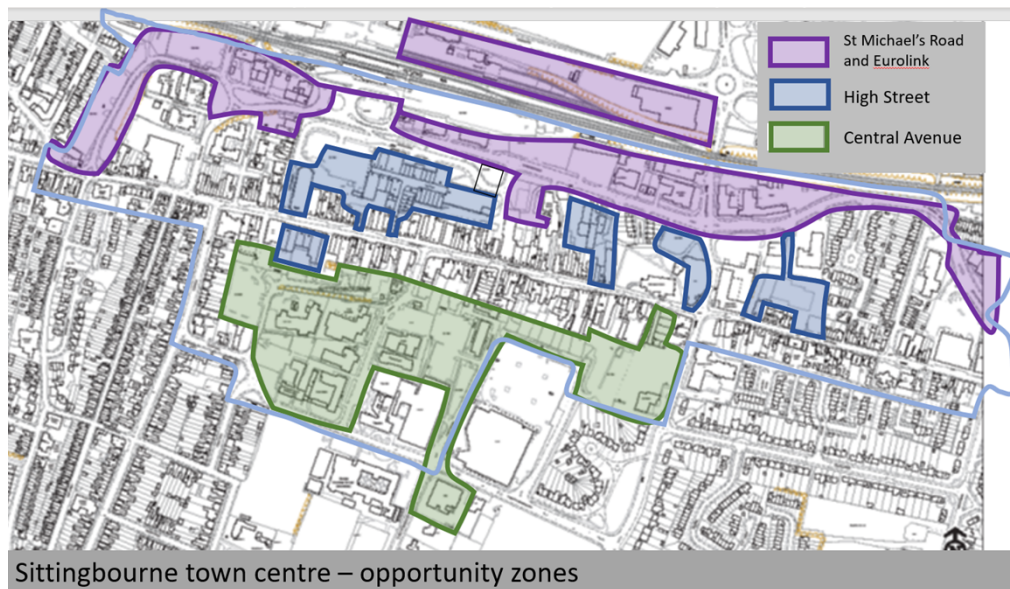 St Michael's Road
and Eurolink
High Street
Central Avenue
Sittingbourne town centre – opportunity zones